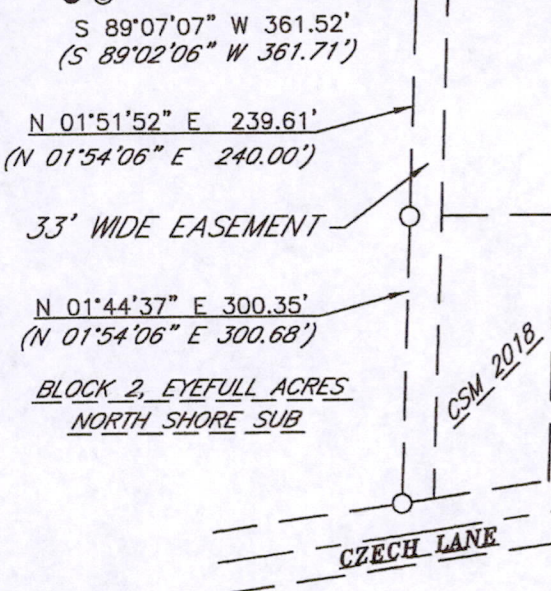 S 89°07'07" W 361.52'
(S 89°02'06" W 361.71')
N 01°51'52" E 239.61'
(N 01°54'06" E 240.00')
33' WIDE EASEMENT
N 01°44'37" E 300.35'
(N 01°54'06" E 300.68')
BLOCK 2, EYEFULL ACRES
NORTH SHORE SUB
CSM 2018
CZECH LANE